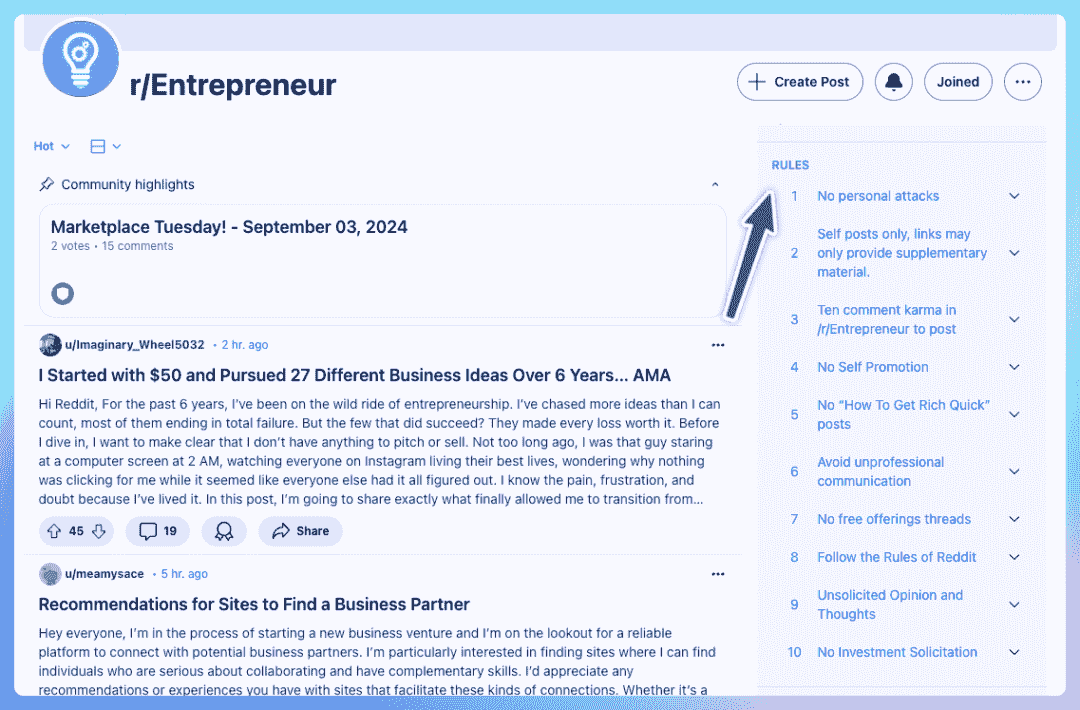 r/Entrepreneur
Create Post
Joined
Hot
Community highlights
Marketplace Tuesday! - September 03, 2024
2 votes • 15 comments
u/Imaginary_Wheel5032 • 2 hr. ago
I Started with $50 and Pursued 27 Different Business Ideas Over 6 Years... AMA
Hi Reddit, For the past 6 years, I've been on the wild ride of entrepreneurship. I've chased more ideas than I can
count, most of them ending in total failure. But the few that did succeed? They made every loss worth it. Before
I dive in, I want to make clear that I don't have anything to pitch or sell. Not too long ago, I was that guy staring
at a computer screen at 2 AM, watching everyone on Instagram living their best lives, wondering why nothing
was clicking for me while it seemed like everyone else had it all figured out. I know the pain, frustration, and
doubt because I've lived it. In this post, I'm going to share exactly what finally allowed me to transition from...
45
19
Share
u/meamysace • 5 hr. ago
Recommendations for Sites to Find a Business Partner
Hey everyone, I'm in the process of starting a new business venture and I'm on the lookout for a reliable
platform to connect with potential business partners. I'm particularly interested in finding sites where I can find
individuals who are serious about collaborating and have complementary skills. I'd appreciate any
recommendations or experiences you have with sites that facilitate these kinds of connections. Whether it's a
RULES
1 No personal attacks
2 Self posts only, links may
only provide supplementary
material.
3 Ten comment karma in
/r/Entrepreneur to post
4 No Self Promotion
5 No “How To Get Rich Quick”
posts
6 Avoid unprofessional
communication
7 No free offerings threads
8 Follow the Rules of Reddit
9 Unsolicited Opinion and
Thoughts
10 No Investment Solicitation